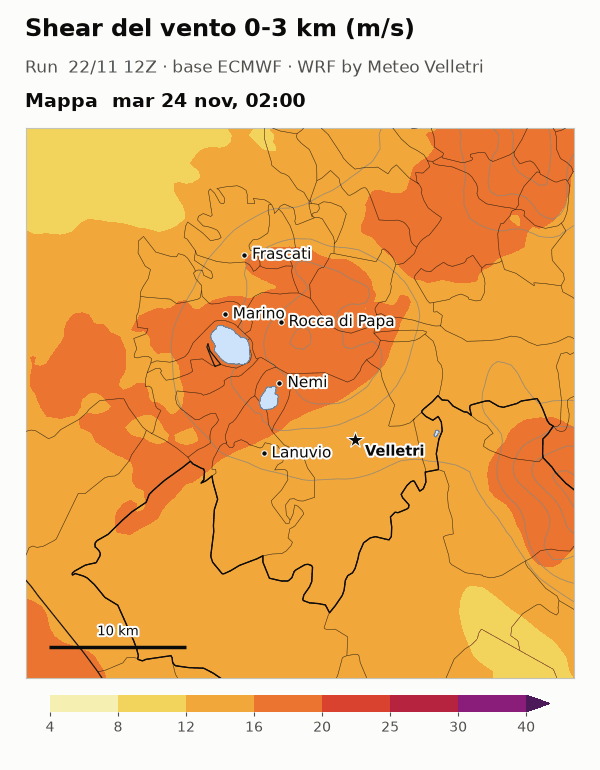 Shear del vento 0-3 km (m/s)
Run  22/11 12Z · base ECMWF · WRF by Meteo Velletri
Mappa  mar 24 nov, 02:00
Frascati
Marino
Rocca di Papa
Nemi
Velletri
Lanuvio
10 km
4 8 12 16 20 25 30 40